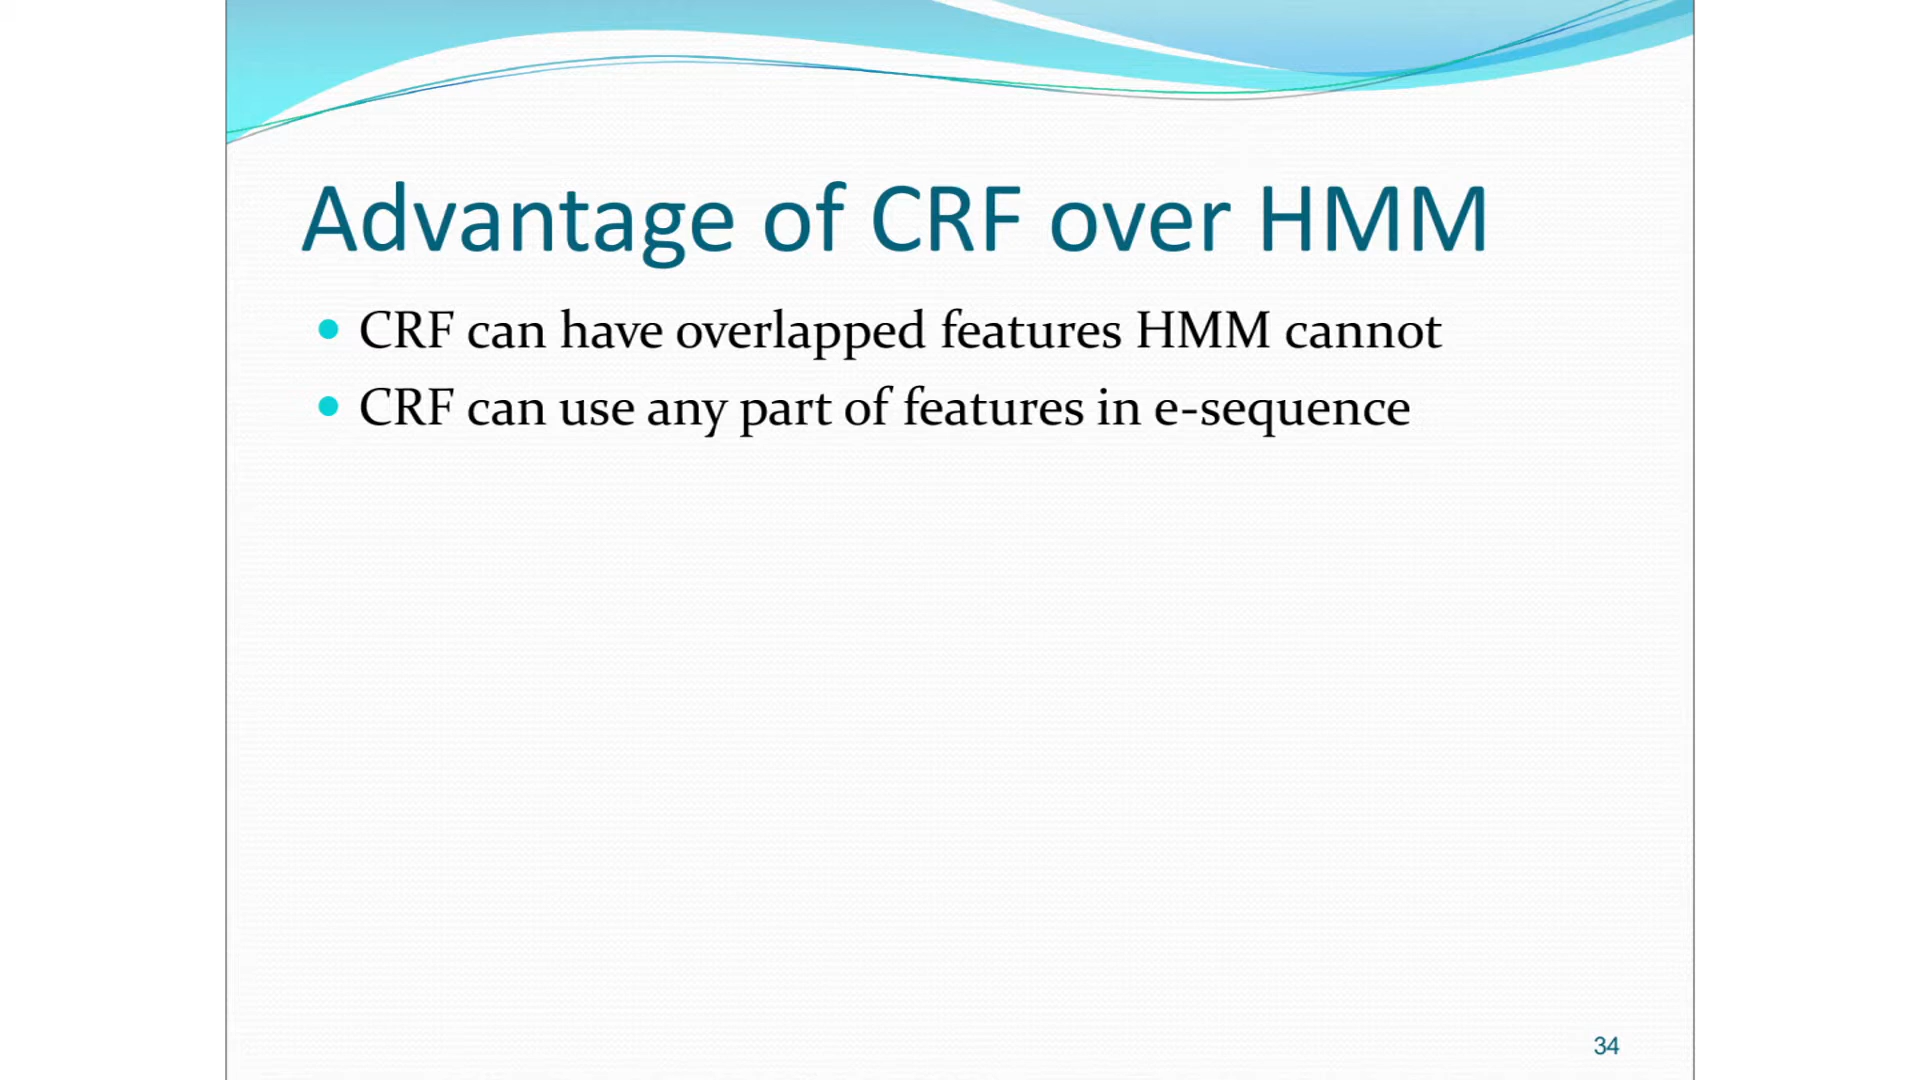 Advantage of CRF over HMM
CRF can have overlapped features HMM cannot
CRF can use any part of features in e-sequence
34